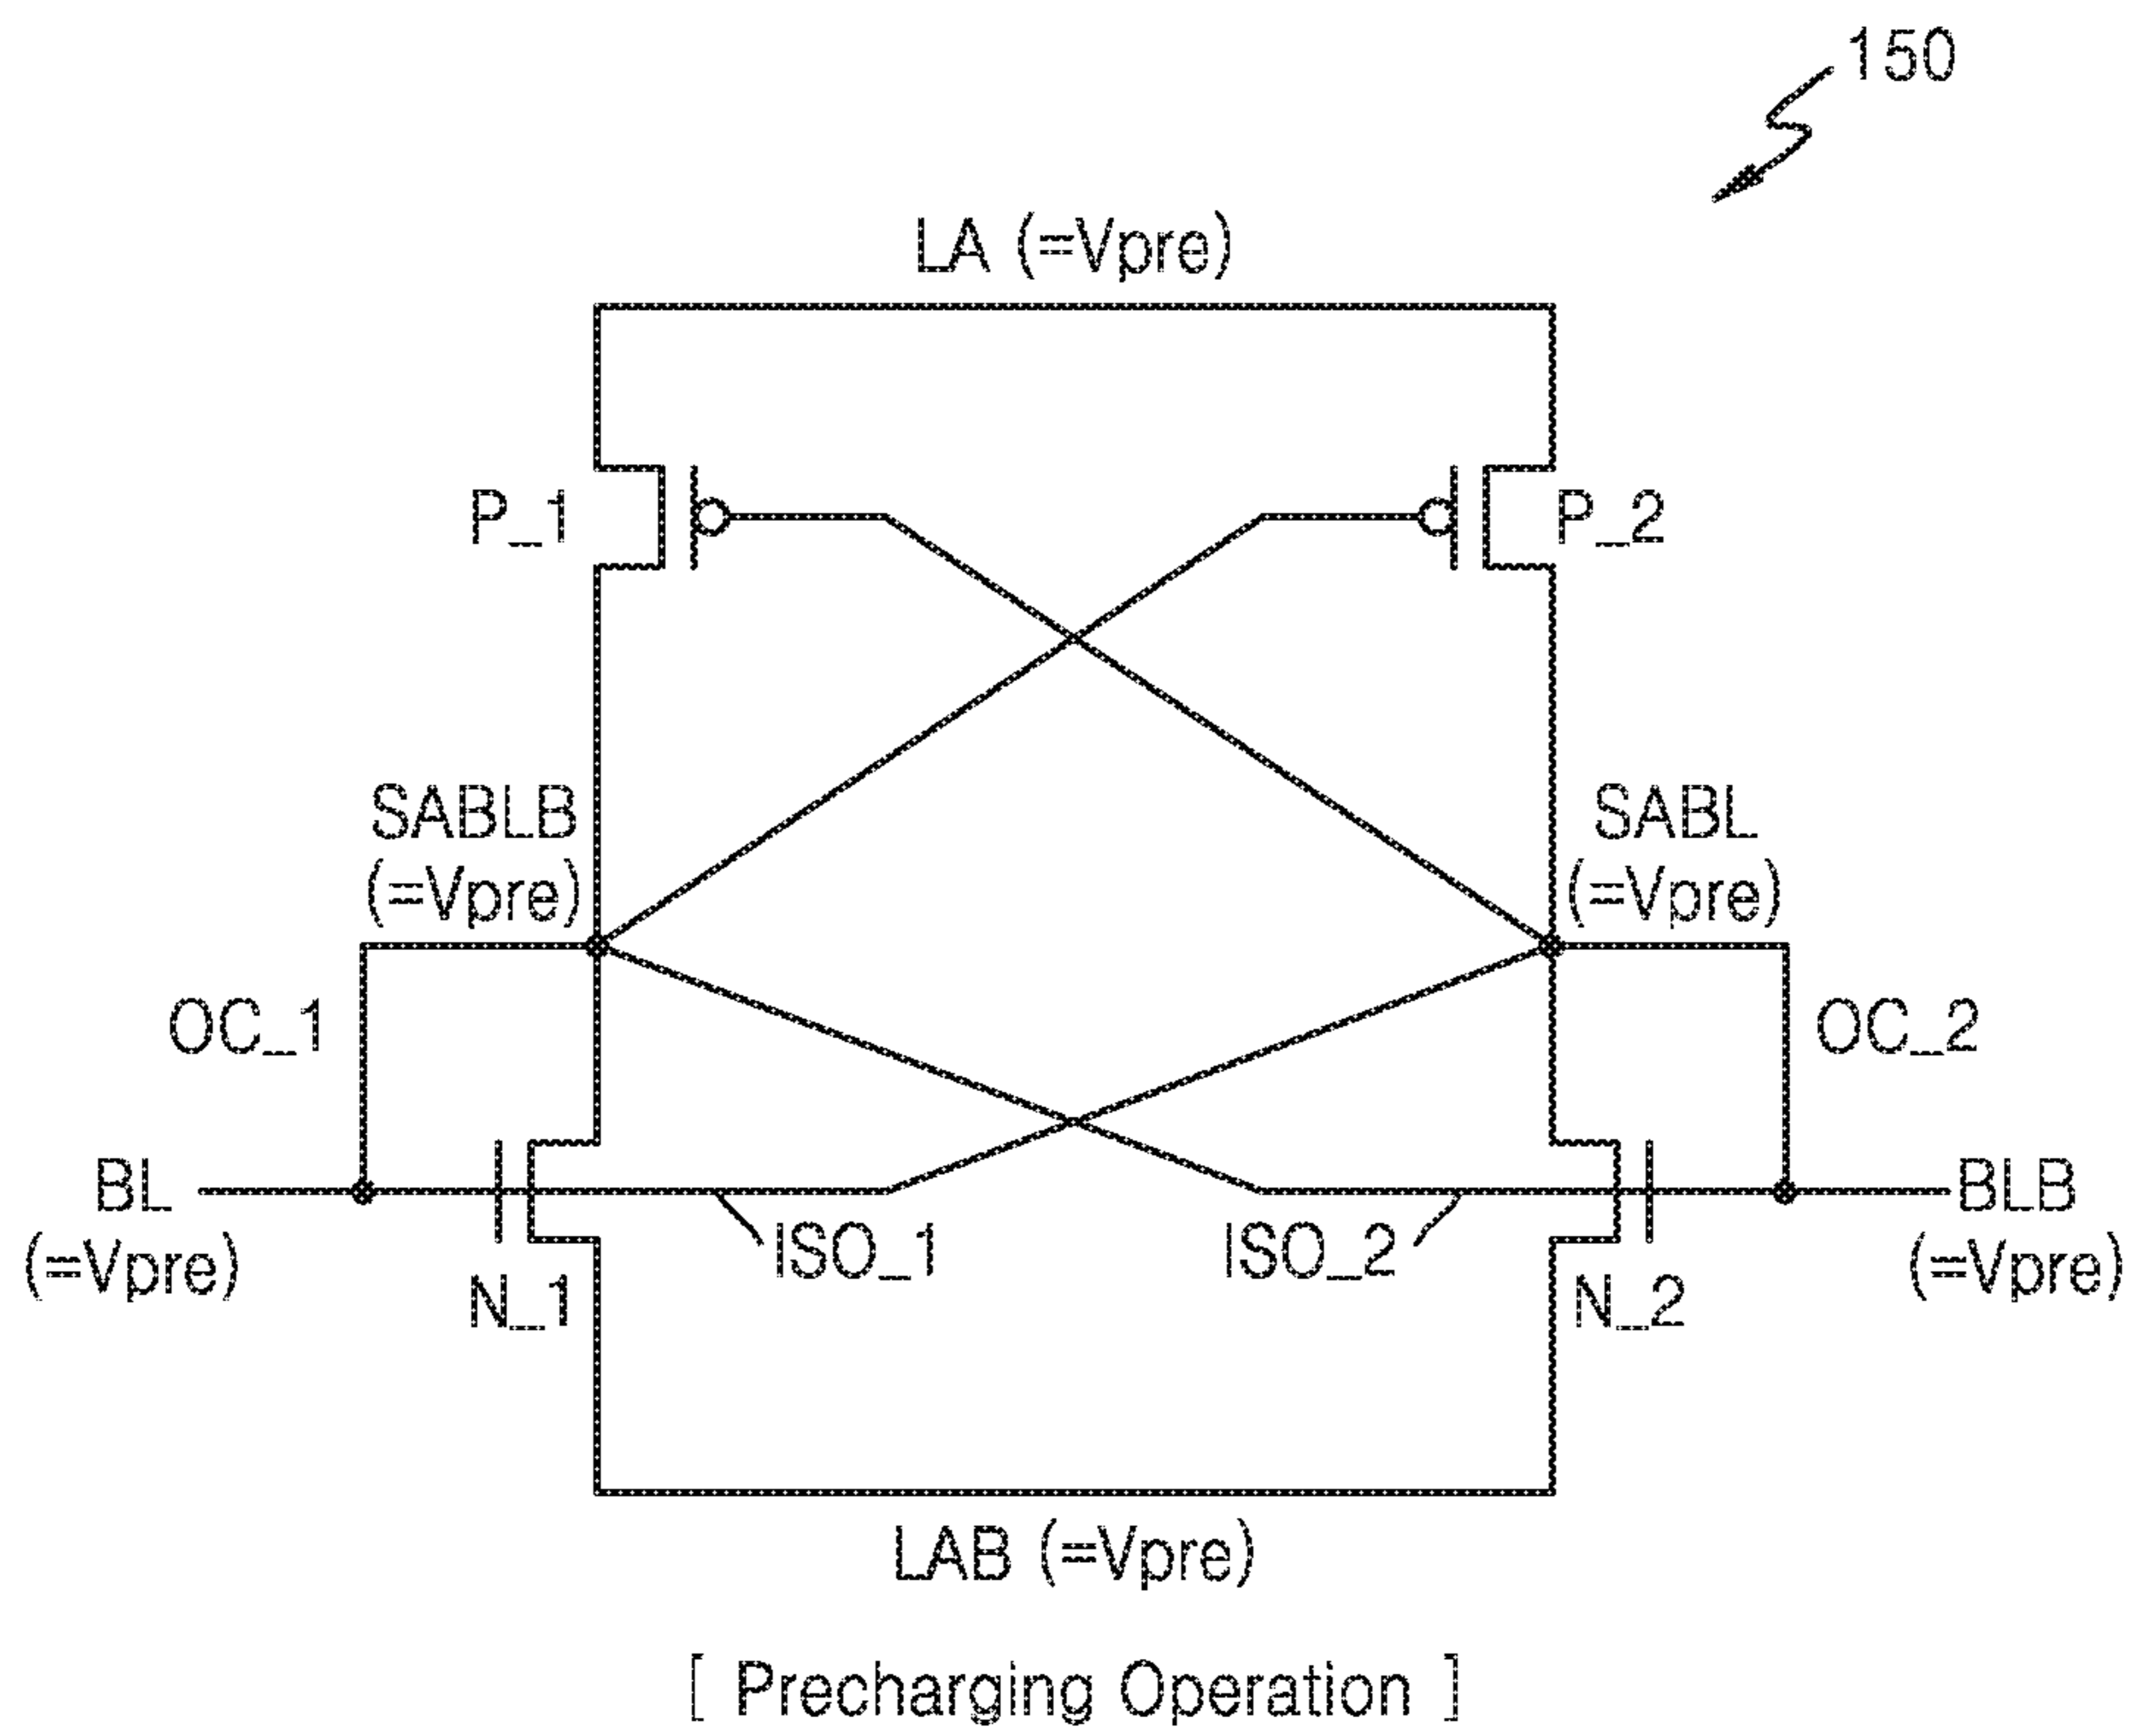 150
LA (=Vpre)
P_1
P_2
SABLB
(=Vpre)
SABL
(=Vpre)
OC_1
OC_2
BL
(=Vpre)
BLB
(=Vpre)
ISO_1
ISO_2
N_1
N_2
LAB (=Vpre)
[ Precharging Operation ]